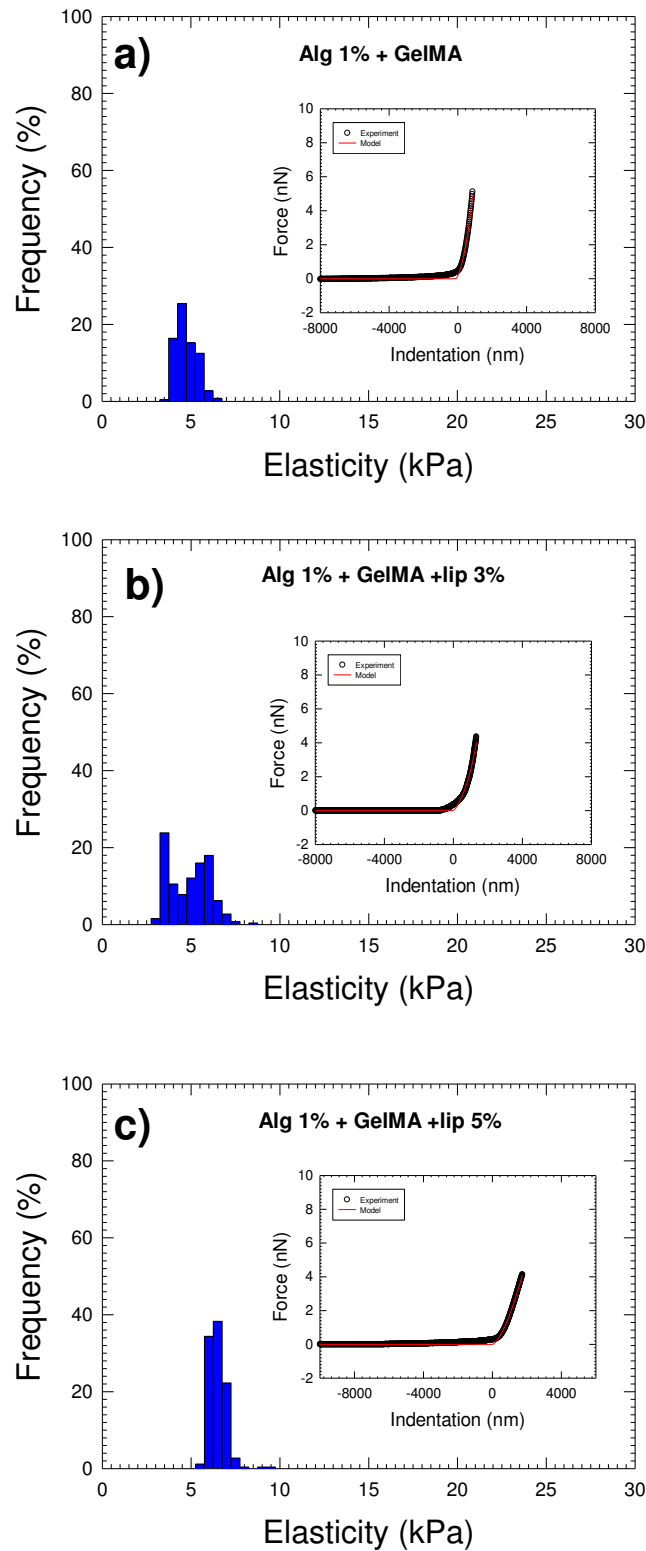 a)
Alg 1% + GelMA
Frequency (%)
100
80
60
40
20
0
0 5 10 15 20 25 30
Elasticity (kPa)
Experiment
Model
Force (nN)
10
8
6
4
2
0
-2
-8000 -4000 0 4000 8000
Indentation (nm)
b)
Alg 1% + GelMA +lip 3%
Frequency (%)
100
80
60
40
20
0
0 5 10 15 20 25 30
Elasticity (kPa)
Experiment
Model
Force (nN)
10
8
6
4
2
0
-2
-8000 -4000 0 4000 8000
Indentation (nm)
c)
Alg 1% + GelMA +lip 5%
Frequency (%)
100
80
60
40
20
0
0 5 10 15 20 25 30
Elasticity (kPa)
Experiment
Model
Force (nN)
10
8
6
4
2
0
-2
-8000 -4000 0 4000
Indentation (nm)